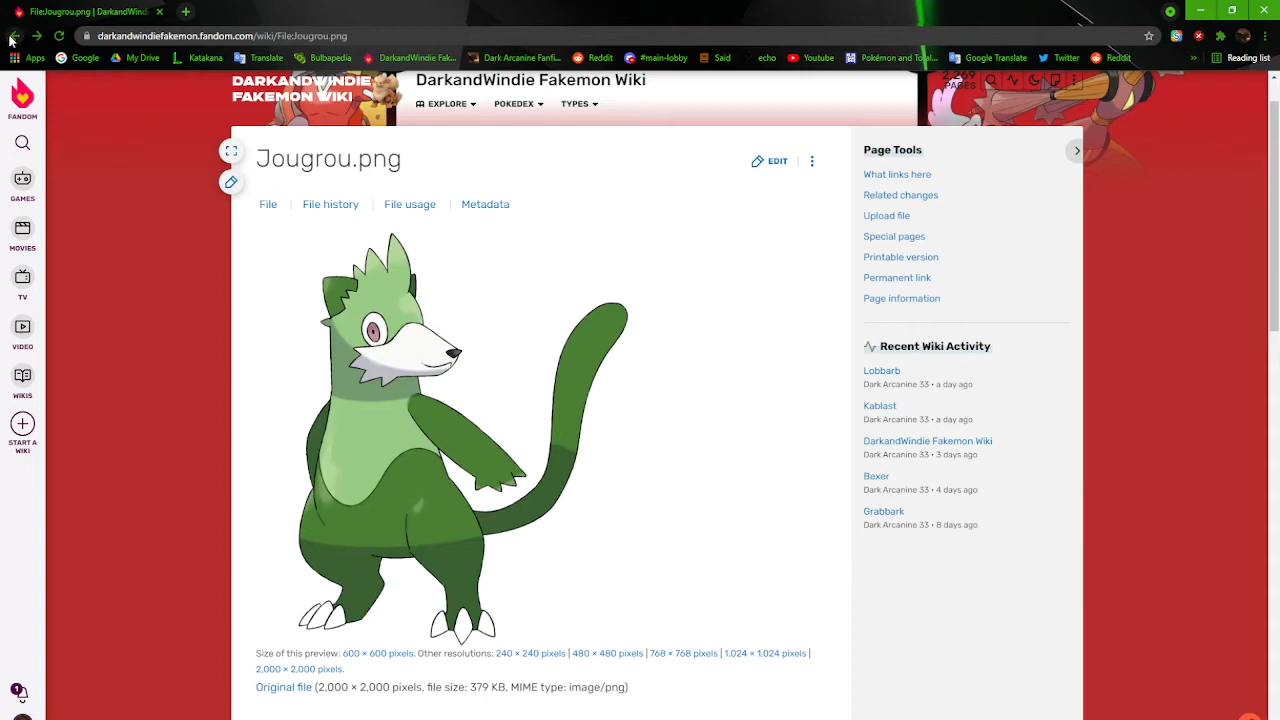 File:Jougrou.png | DarkandWindie
darkandwindiefakemon.fandom.com/wiki/File:Jougrou.png
Apps Google My Drive Katakana Translate Bulbapedia DarkandWindiefak... Dark Arcanine Fanfi... Reddit #main-lobby Said echo YouTube Pokémon and Total... Google Translate Twitter Reddit » Reading list
FANDOM
GAMES
MOVIES
TV
VIDEO
WIKIS
START A
WIKI
1
DARKANDWINDIE
FAKEMON WIKI
DarkandWindie Fakemon Wiki
EXPLORE POKEDEX TYPES
2,269
PAGES
Jougrou.png
EDIT
File File history File usage Metadata
Size of this preview: 600 × 600 pixels. Other resolutions: 240 × 240 pixels | 480 × 480 pixels | 768 × 768 pixels | 1,024 × 1,024 pixels |
2,000 × 2,000 pixels.
Original file (2,000 × 2,000 pixels, file size: 379 KB, MIME type: image/png)
Page Tools
What links here
Related changes
Upload file
Special pages
Printable version
Permanent link
Page information
Recent Wiki Activity
Lobbarb
Dark Arcanine 33 • a day ago
Kablast
Dark Arcanine 33 • a day ago
DarkandWindie Fakemon Wiki
Dark Arcanine 33 • 3 days ago
Bexer
Dark Arcanine 33 • 4 days ago
Grabbark
Dark Arcanine 33 • 8 days ago